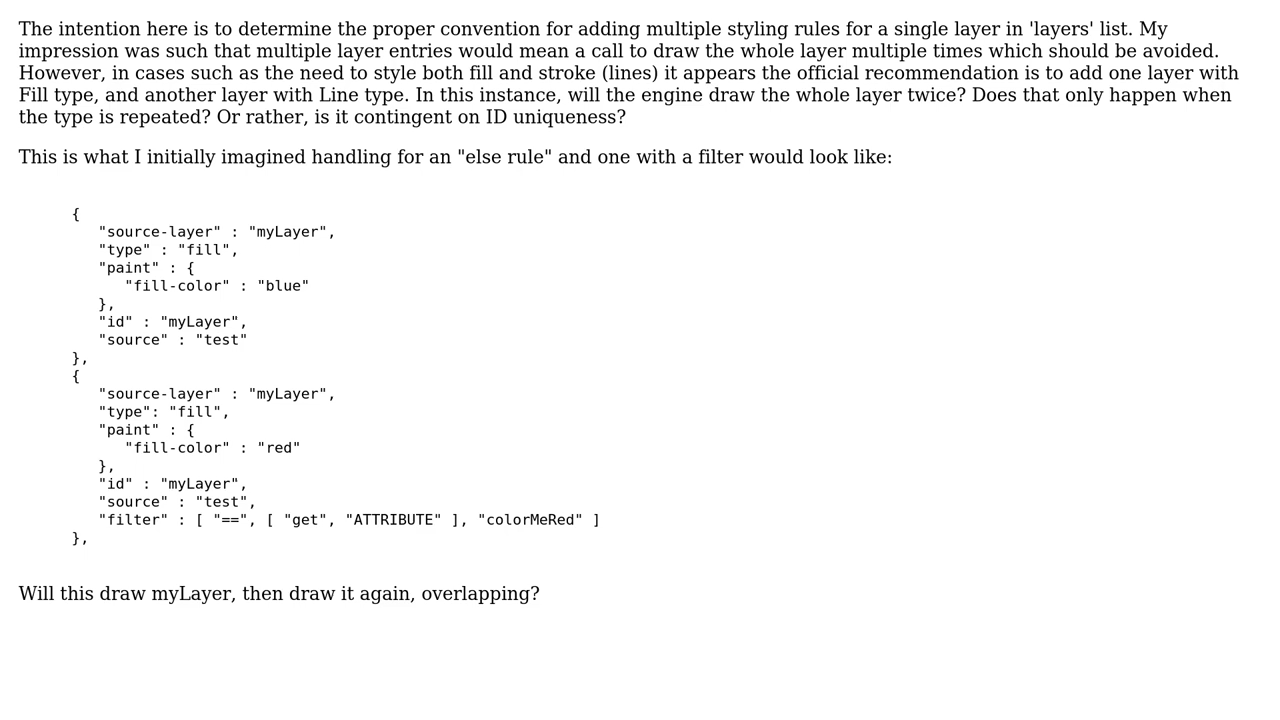 The intention here is to determine the proper convention for adding multiple styling rules for a single layer in 'layers' list. My
impression was such that multiple layer entries would mean a call to draw the whole layer multiple times which should be avoided.
However, in cases such as the need to style both fill and stroke (lines) it appears the official recommendation is to add one layer with
Fill type, and another layer with Line type. In this instance, will the engine draw the whole layer twice? Does that only happen when
the type is repeated? Or rather, is it contingent on ID uniqueness?
This is what I initially imagined handling for an "else rule" and one with a filter would look like:
{
   "source-layer" : "myLayer",
   "type" : "fill",
   "paint" : {
      "fill-color" : "blue"
   },
   "id" : "myLayer",
   "source" : "test"
},
{
   "source-layer" : "myLayer",
   "type": "fill",
   "paint" : {
      "fill-color" : "red"
   },
   "id" : "myLayer",
   "source" : "test",
   "filter" : [ "==", [ "get", "ATTRIBUTE" ], "colorMeRed" ]
},
Will this draw myLayer, then draw it again, overlapping?